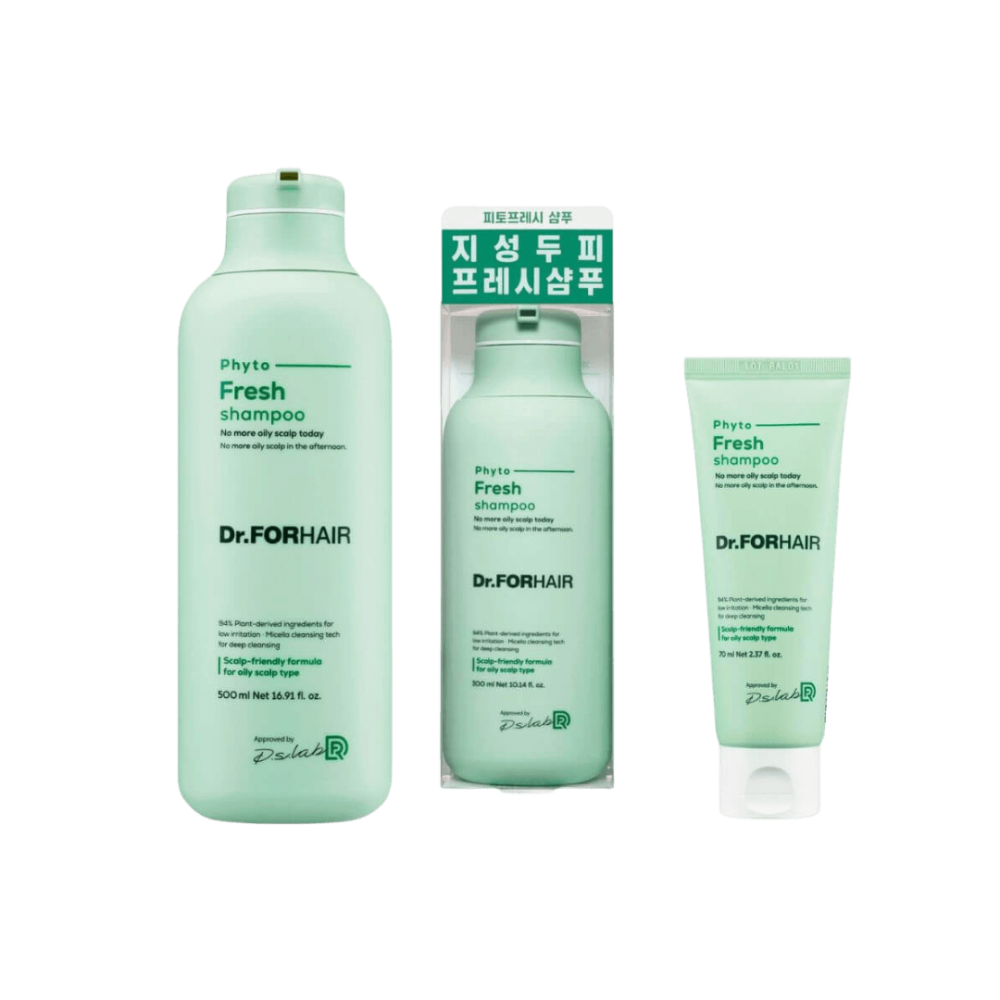 Phyto
Fresh
shampoo
No more oily scalp today
No more oily scalp in the afternoon.
Dr.FORHAIR
94% Plant-derived ingredients for
low irritation · Micella cleansing tech
for deep cleansing
Scalp-friendly formula
for oily scalp type
500 ml Net 16.91 fl. oz.
Approved by
D.s.lab
피토프레시 샴푸
지성두피
프레시샴푸
Phyto
Fresh
shampoo
No more oily scalp today
No more oily scalp in the afternoon.
Dr.FORHAIR
94% Plant-derived ingredients for
low irritation · Micella cleansing tech
for deep cleansing
Scalp-friendly formula
for oily scalp type
300 ml Net 10.14 fl. oz.
Approved by
D.s.lab
Phyto
Fresh
shampoo
No more oily scalp today
No more oily scalp in the afternoon.
Dr.FORHAIR
94% Plant-derived ingredients for
low irritation · Micella cleansing tech
for deep cleansing
Scalp-friendly formula
for oily scalp type
70 ml Net 2.37 fl. oz.
Approved by
D.s.lab